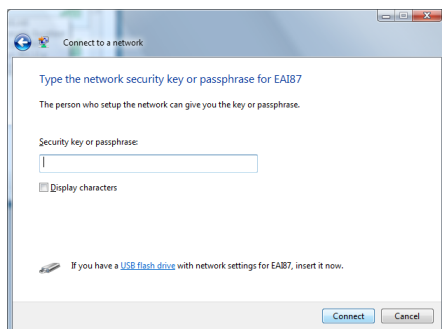 Connect to a network
Type the network security key or passphrase for EAI87
The person who setup the network can give you the key or passphrase.
Security key or passphrase:
Display characters
If you have a USB flash drive with network settings for EAI87, insert it now.
Connect Cancel